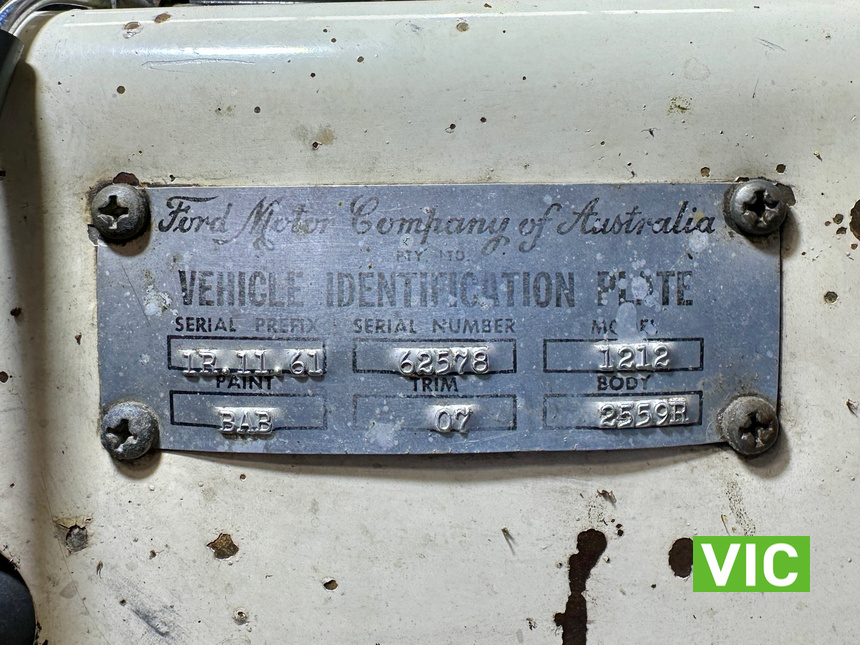 Ford Motor Company of Australia
PTY. LTD.
VEHICLE IDENTIFICATION PLATE
SERIAL PREFIX SERIAL NUMBER MODEL
1R.11.61 62578 1212
PAINT TRIM BODY
BAB 07 2559R
VIC